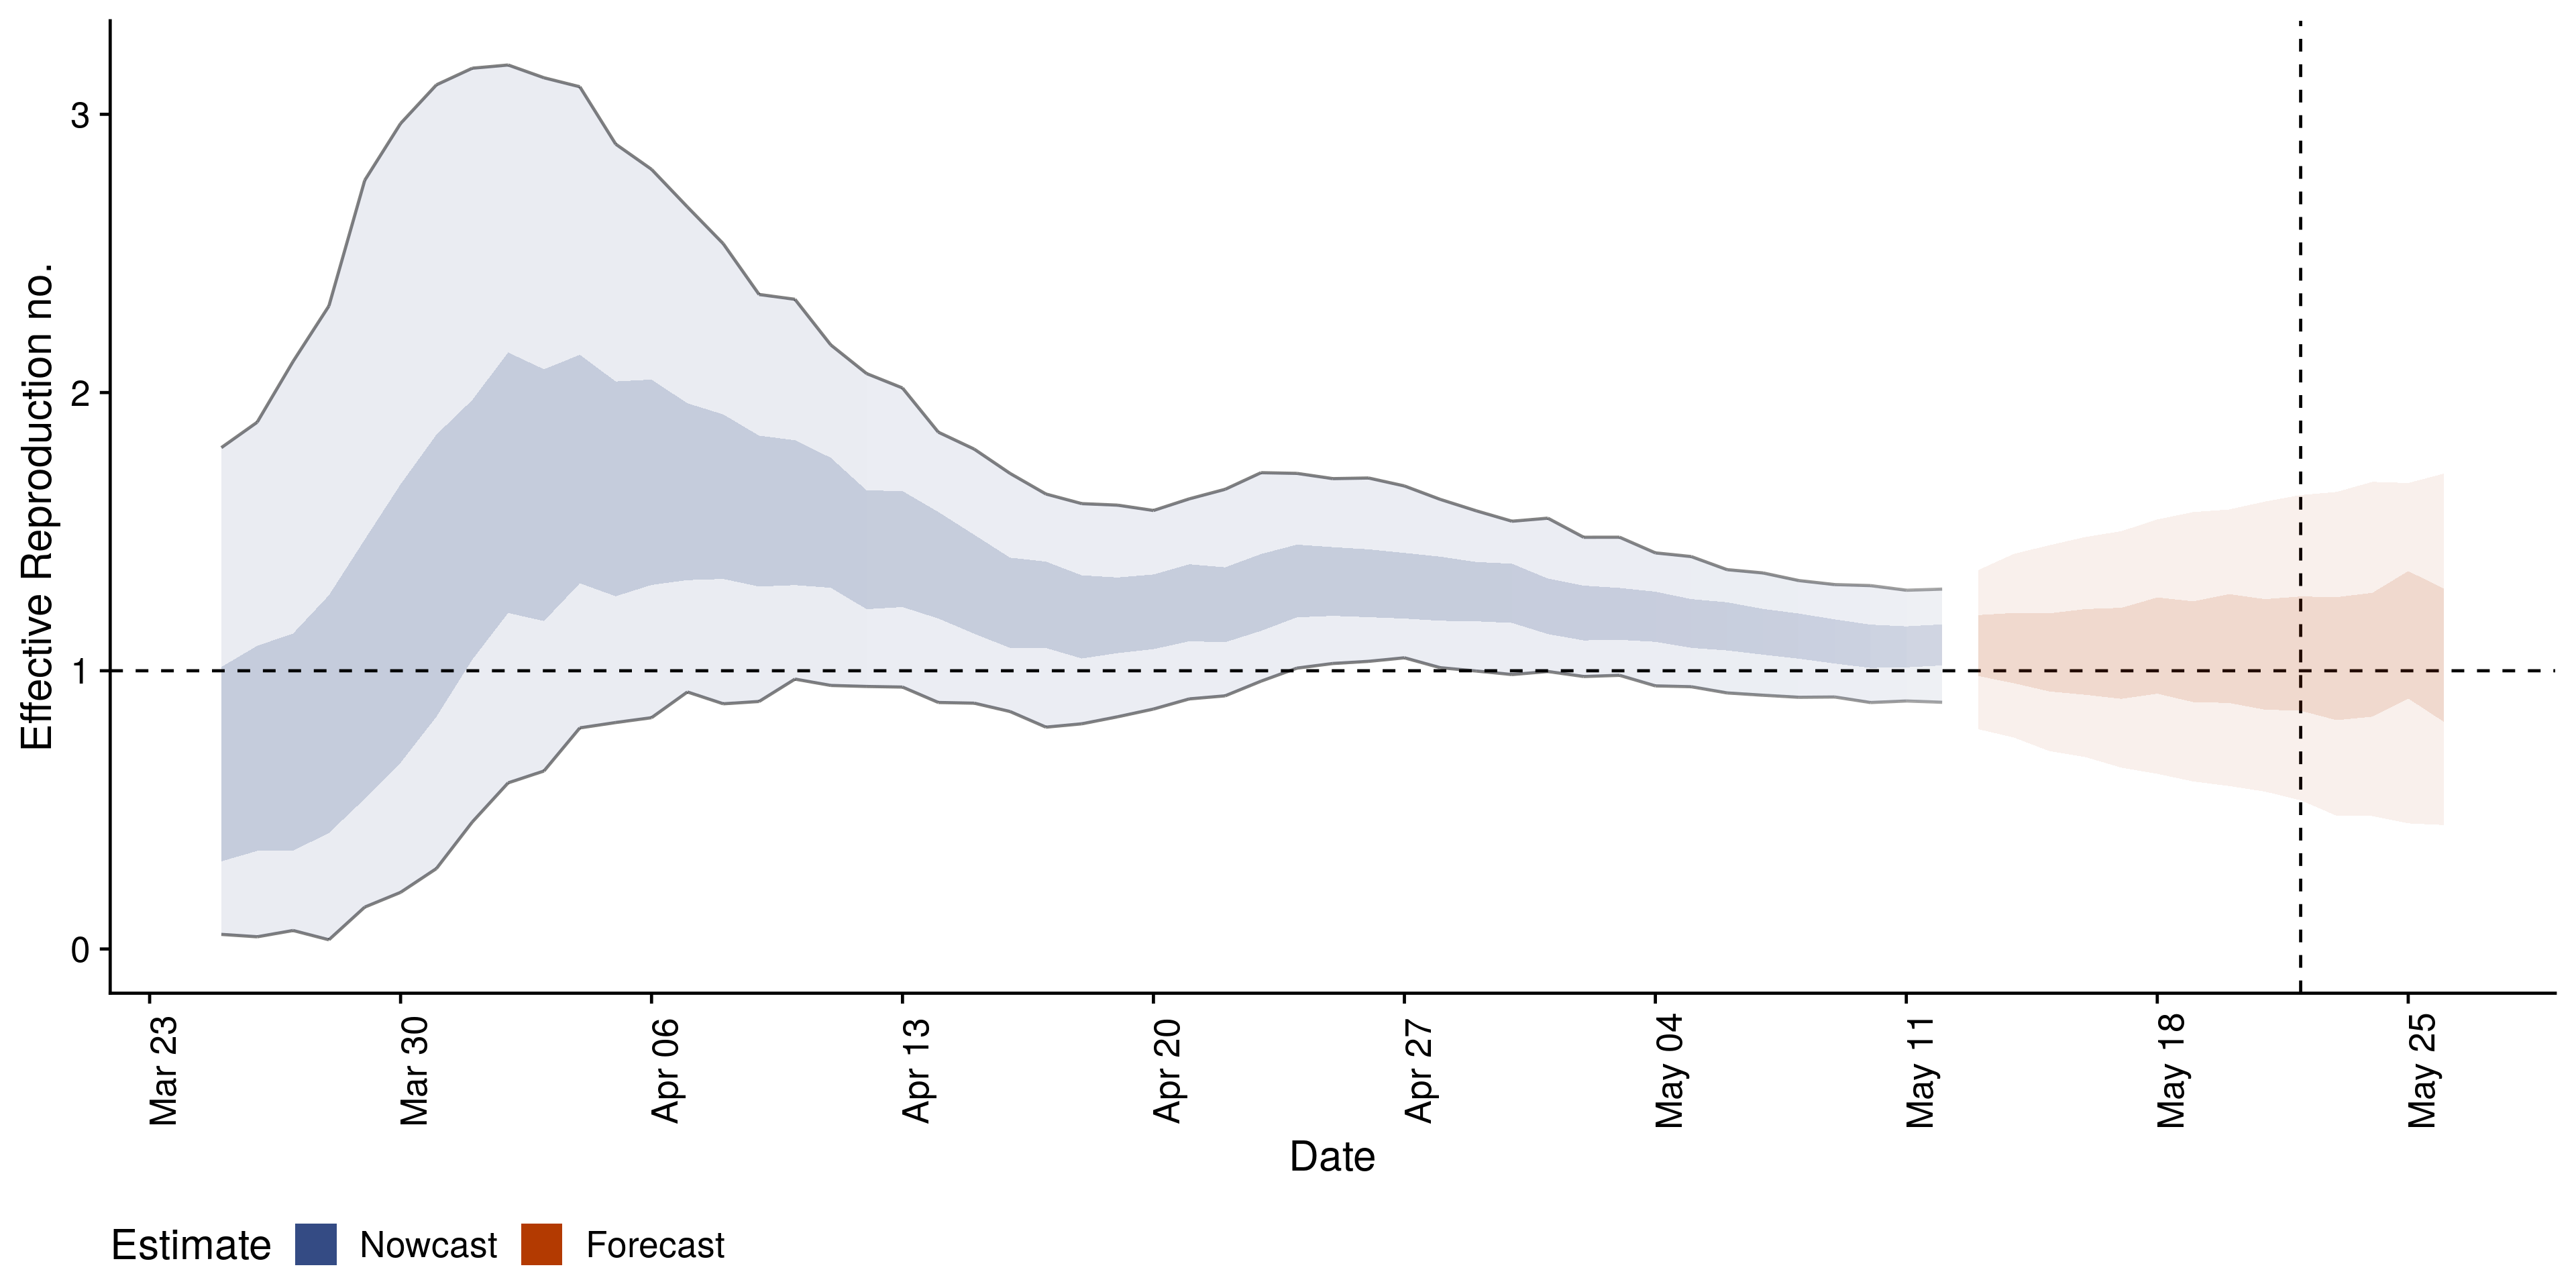 Effective Reproduction no.
3
2
1
0
Mar 23
Mar 30
Apr 06
Apr 13
Apr 20
Apr 27
May 04
May 11
May 18
May 25
Date
Estimate Nowcast Forecast